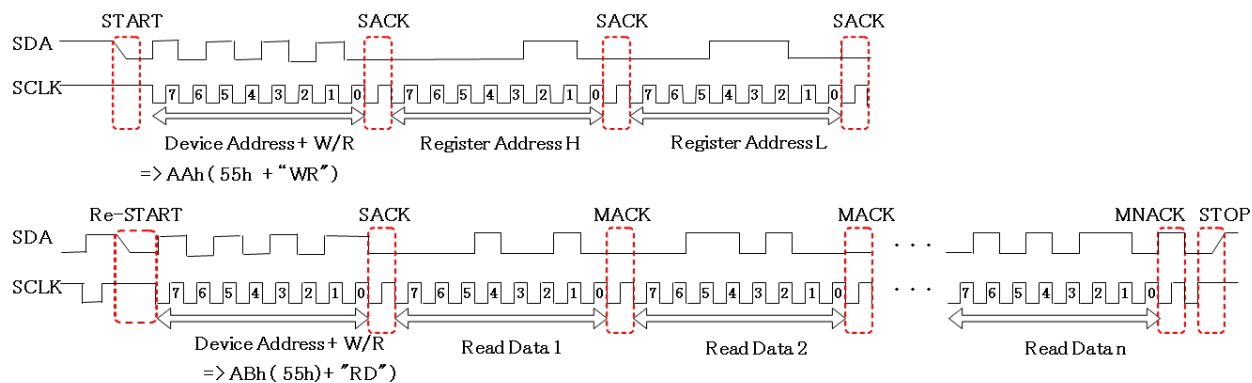 START SACK SACK SACK
SDA
SCLK
7 6 5 4 3 2 1 0 7 6 5 4 3 2 1 0 7 6 5 4 3 2 1 0
Device Address + W/R Register Address H Register Address L
=> AAh ( 55h + “WR”)
Re-START SACK MACK MACK MNACK STOP
SDA
. . .
SCLK
. . .
7 6 5 4 3 2 1 0 7 6 5 4 3 2 1 0 7 6 5 4 3 2 1 0 7 6 5 4 3 2 1 0
Device Address + W/R Read Data 1 Read Data 2 Read Data n
=> ABh ( 55h) + "RD")